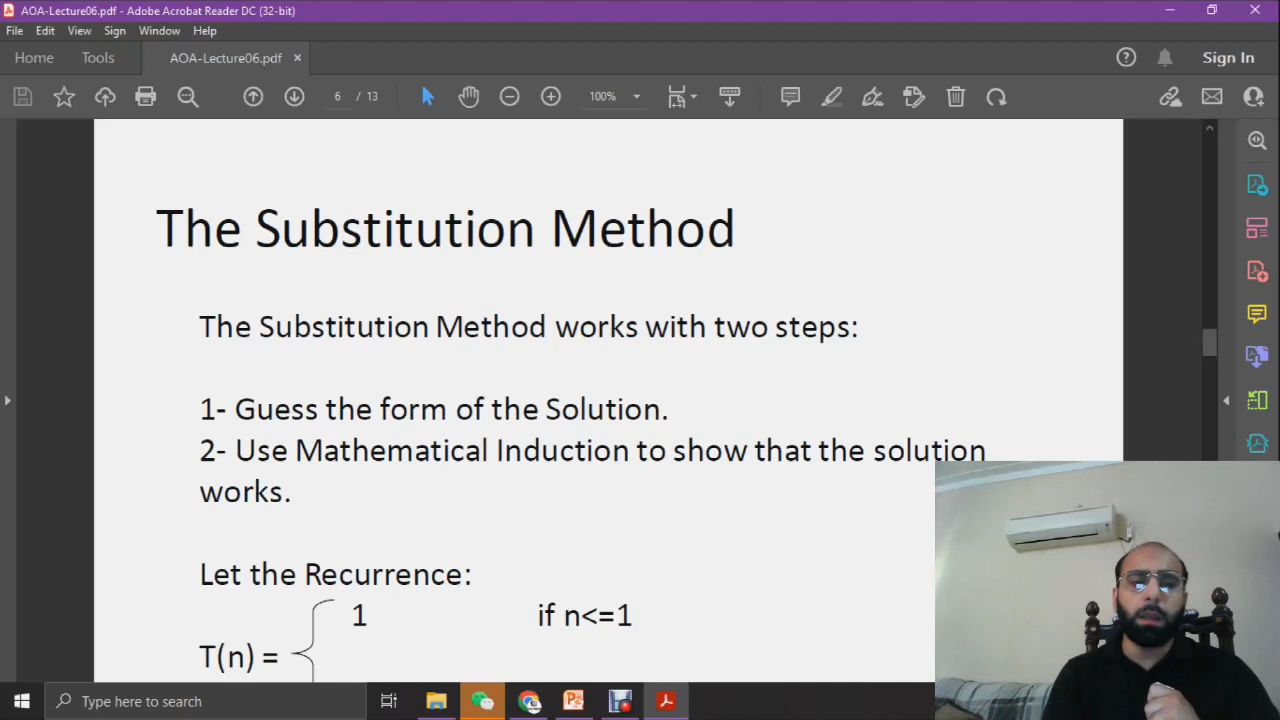 AOA-Lecture06.pdf - Adobe Acrobat Reader DC (32-bit)
File Edit View Sign Window Help
Home Tools AOA-Lecture06.pdf × Sign In
6 / 13 100%
The Substitution Method
The Substitution Method works with two steps:
1- Guess the form of the Solution.
2- Use Mathematical Induction to show that the solution
works.
Let the Recurrence:
1 if n<=1
T(n) =
Type here to search